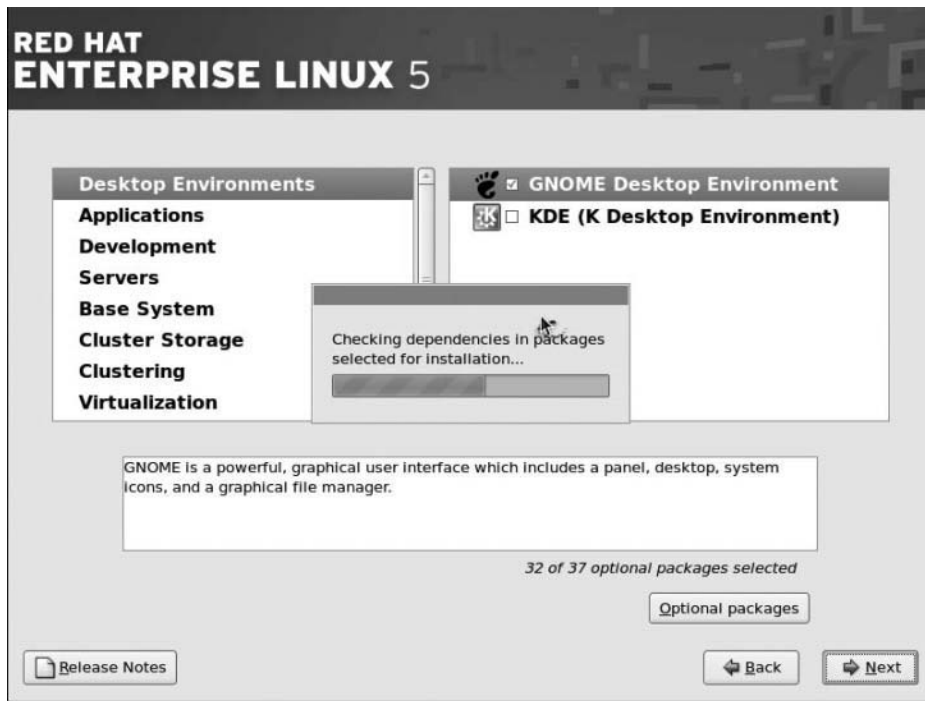 RED HAT
ENTERPRISE LINUX 5
Desktop Environments
Applications
Development
Servers
Base System
Cluster Storage
Clustering
Virtualization
GNOME Desktop Environment
KDE (K Desktop Environment)
Checking dependencies in packages
selected for installation...
GNOME is a powerful, graphical user interface which includes a panel, desktop, system
icons, and a graphical file manager.
32 of 37 optional packages selected
Optional packages
Release Notes
Back
Next